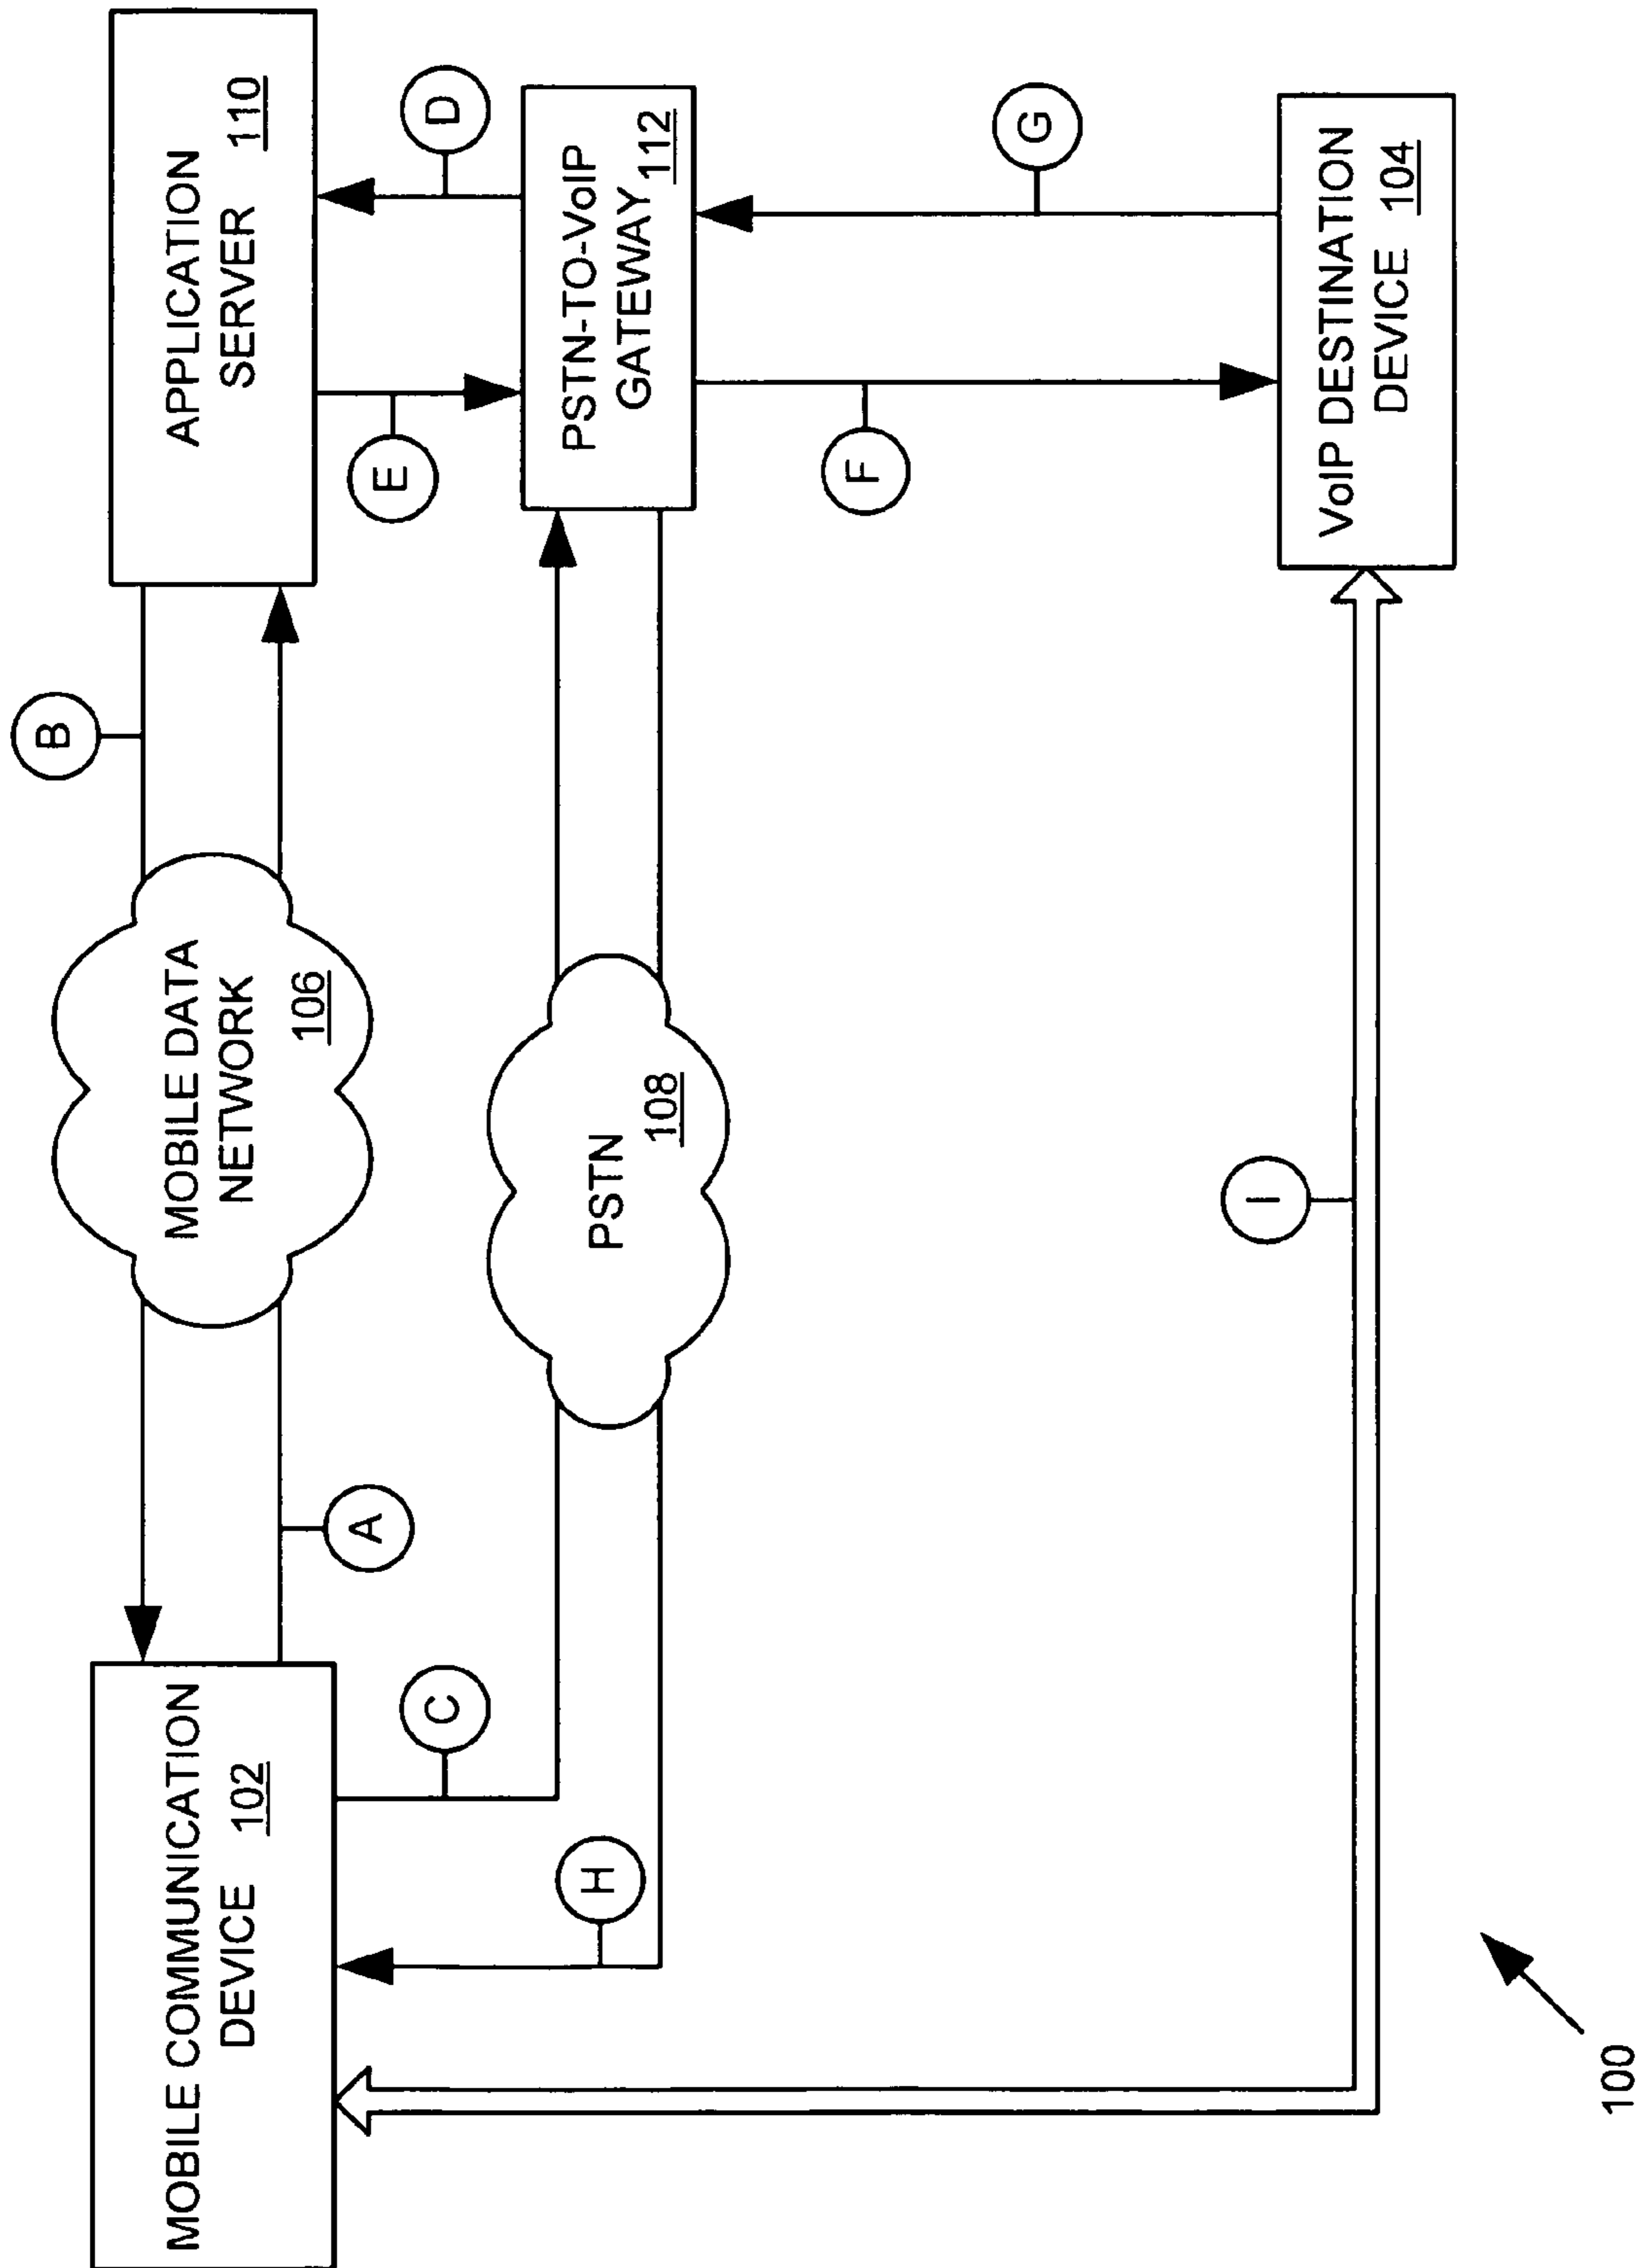 MOBILE COMMUNICATION
DEVICE 102
MOBILE DATA
NETWORK
106
APPLICATION
SERVER 110
A
B
C
H
D
E
PSTN
108
PSTN-TO-VoIP
GATEWAY 112
F
G
I
VoIP DESTINATION
DEVICE 104
100